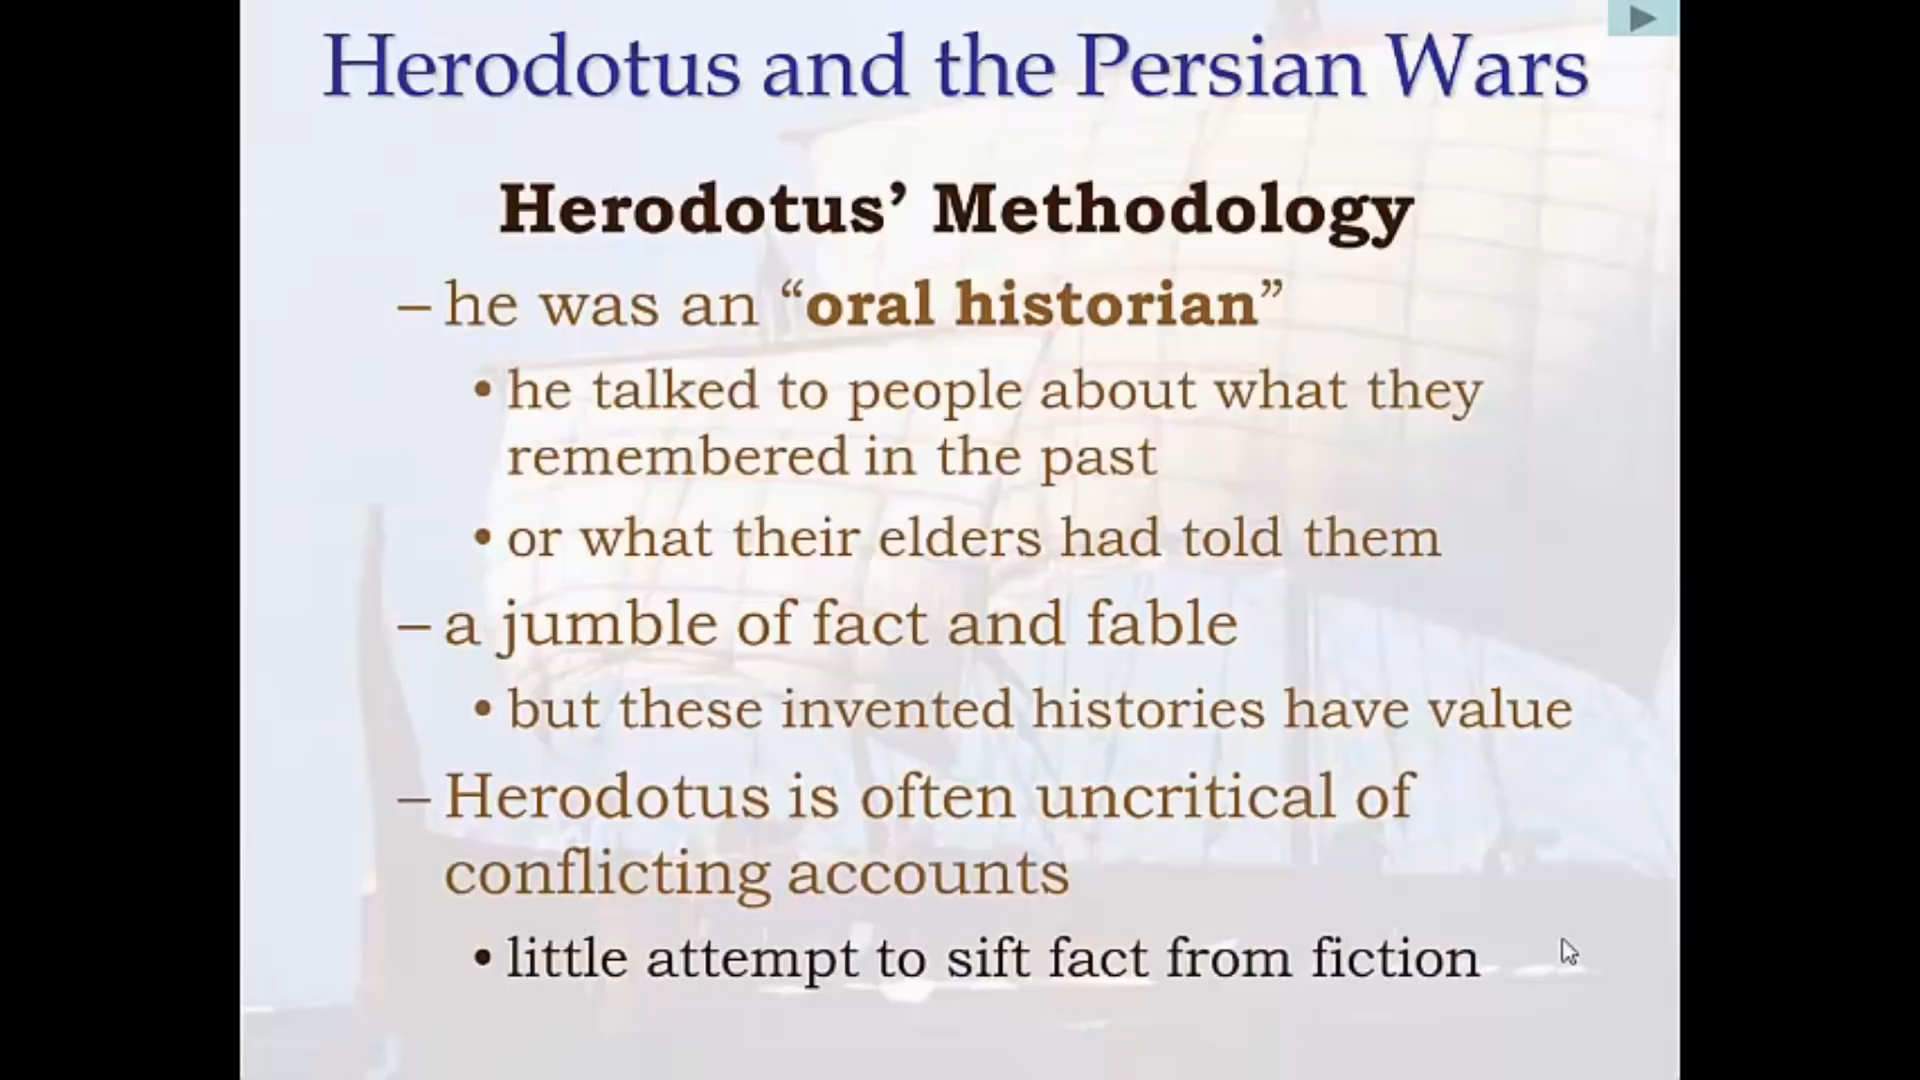 Herodotus and the Persian Wars
Herodotus’ Methodology
– he was an “oral historian”
• he talked to people about what they
remembered in the past
• or what their elders had told them
– a jumble of fact and fable
• but these invented histories have value
– Herodotus is often uncritical of
conflicting accounts
• little attempt to sift fact from fiction